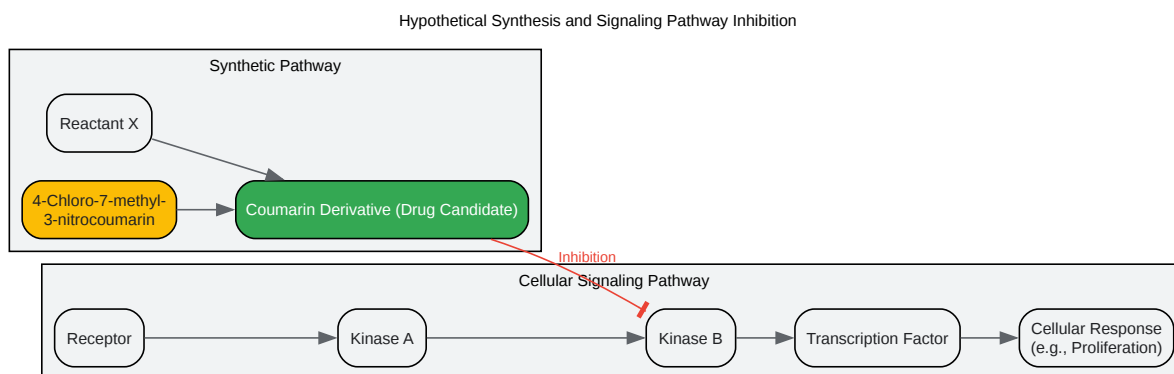 Hypothetical Synthesis and Signaling Pathway Inhibition
Synthetic Pathway
Reactant X
4-Chloro-7-methyl-
3-nitrocoumarin
Coumarin Derivative (Drug Candidate)
Inhibition
Cellular Signaling Pathway
Receptor
Kinase A
Kinase B
Transcription Factor
Cellular Response
(e.g., Proliferation)